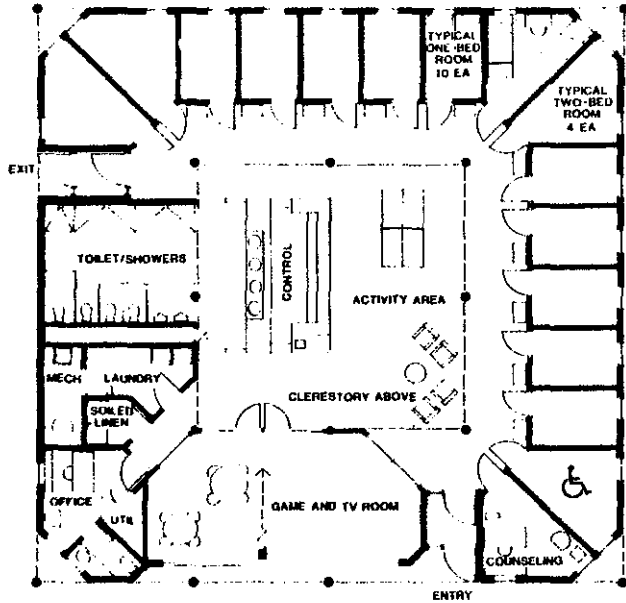 TYPICAL
ONE-BED
ROOM
10 EA
TYPICAL
TWO-BED
ROOM
4 EA
EXIT
TOILET/SHOWERS
CONTROL
ACTIVITY AREA
MECH
LAUNDRY
CLERESTORY ABOVE
SOILED
LINEN
OFFICE
GAME AND TV ROOM
UTIL
COUNSELING
ENTRY